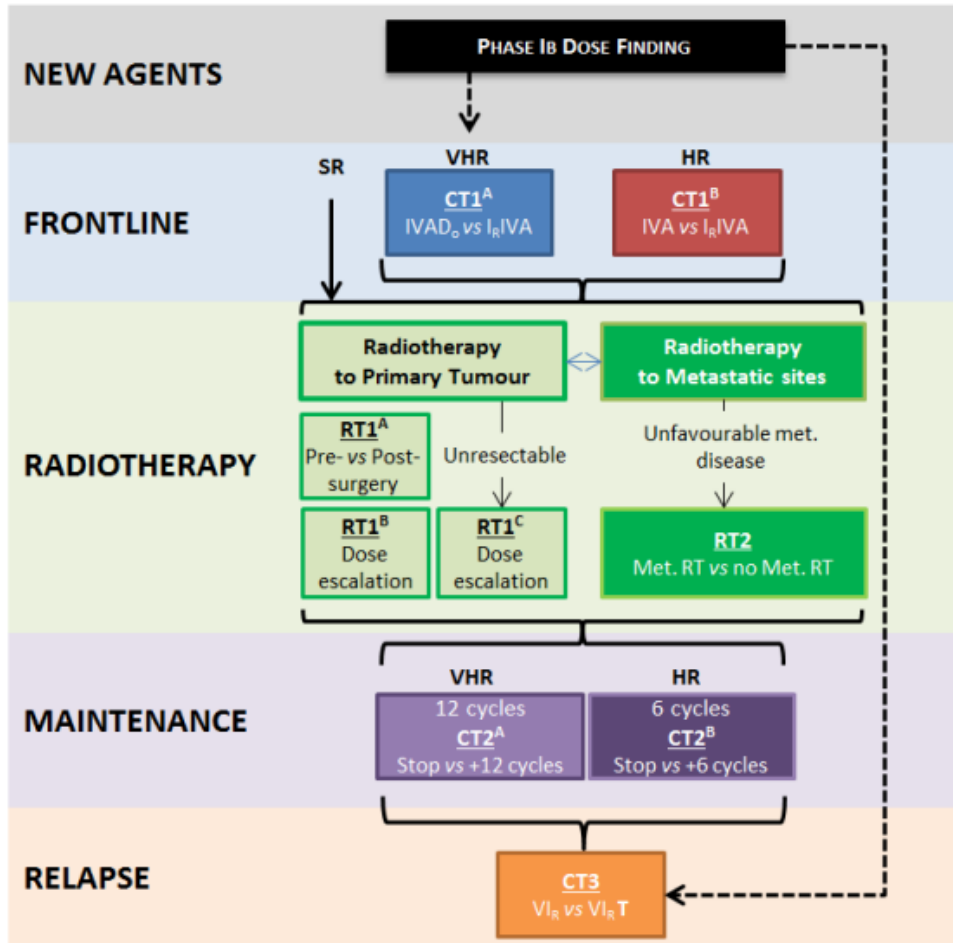 NEW AGENTS
PHASE IB DOSE FINDING
FRONTLINE
SR
VHR
CT1ᴬ
IVADₒ vs IᵣIVA
HR
CT1ᴮ
IVA vs IᵣIVA
RADIOTHERAPY
Radiotherapy
to Primary Tumour
Radiotherapy
to Metastatic sites
RT1ᴬ
Pre- vs Post-
surgery
Unresectable
Unfavourable met.
disease
RT1ᴮ
Dose
escalation
RT1ᶜ
Dose
escalation
RT2
Met. RT vs no Met. RT
MAINTENANCE
VHR
12 cycles
CT2ᴬ
Stop vs +12 cycles
HR
6 cycles
CT2ᴮ
Stop vs +6 cycles
RELAPSE
CT3
VIᵣ vs VIᵣT